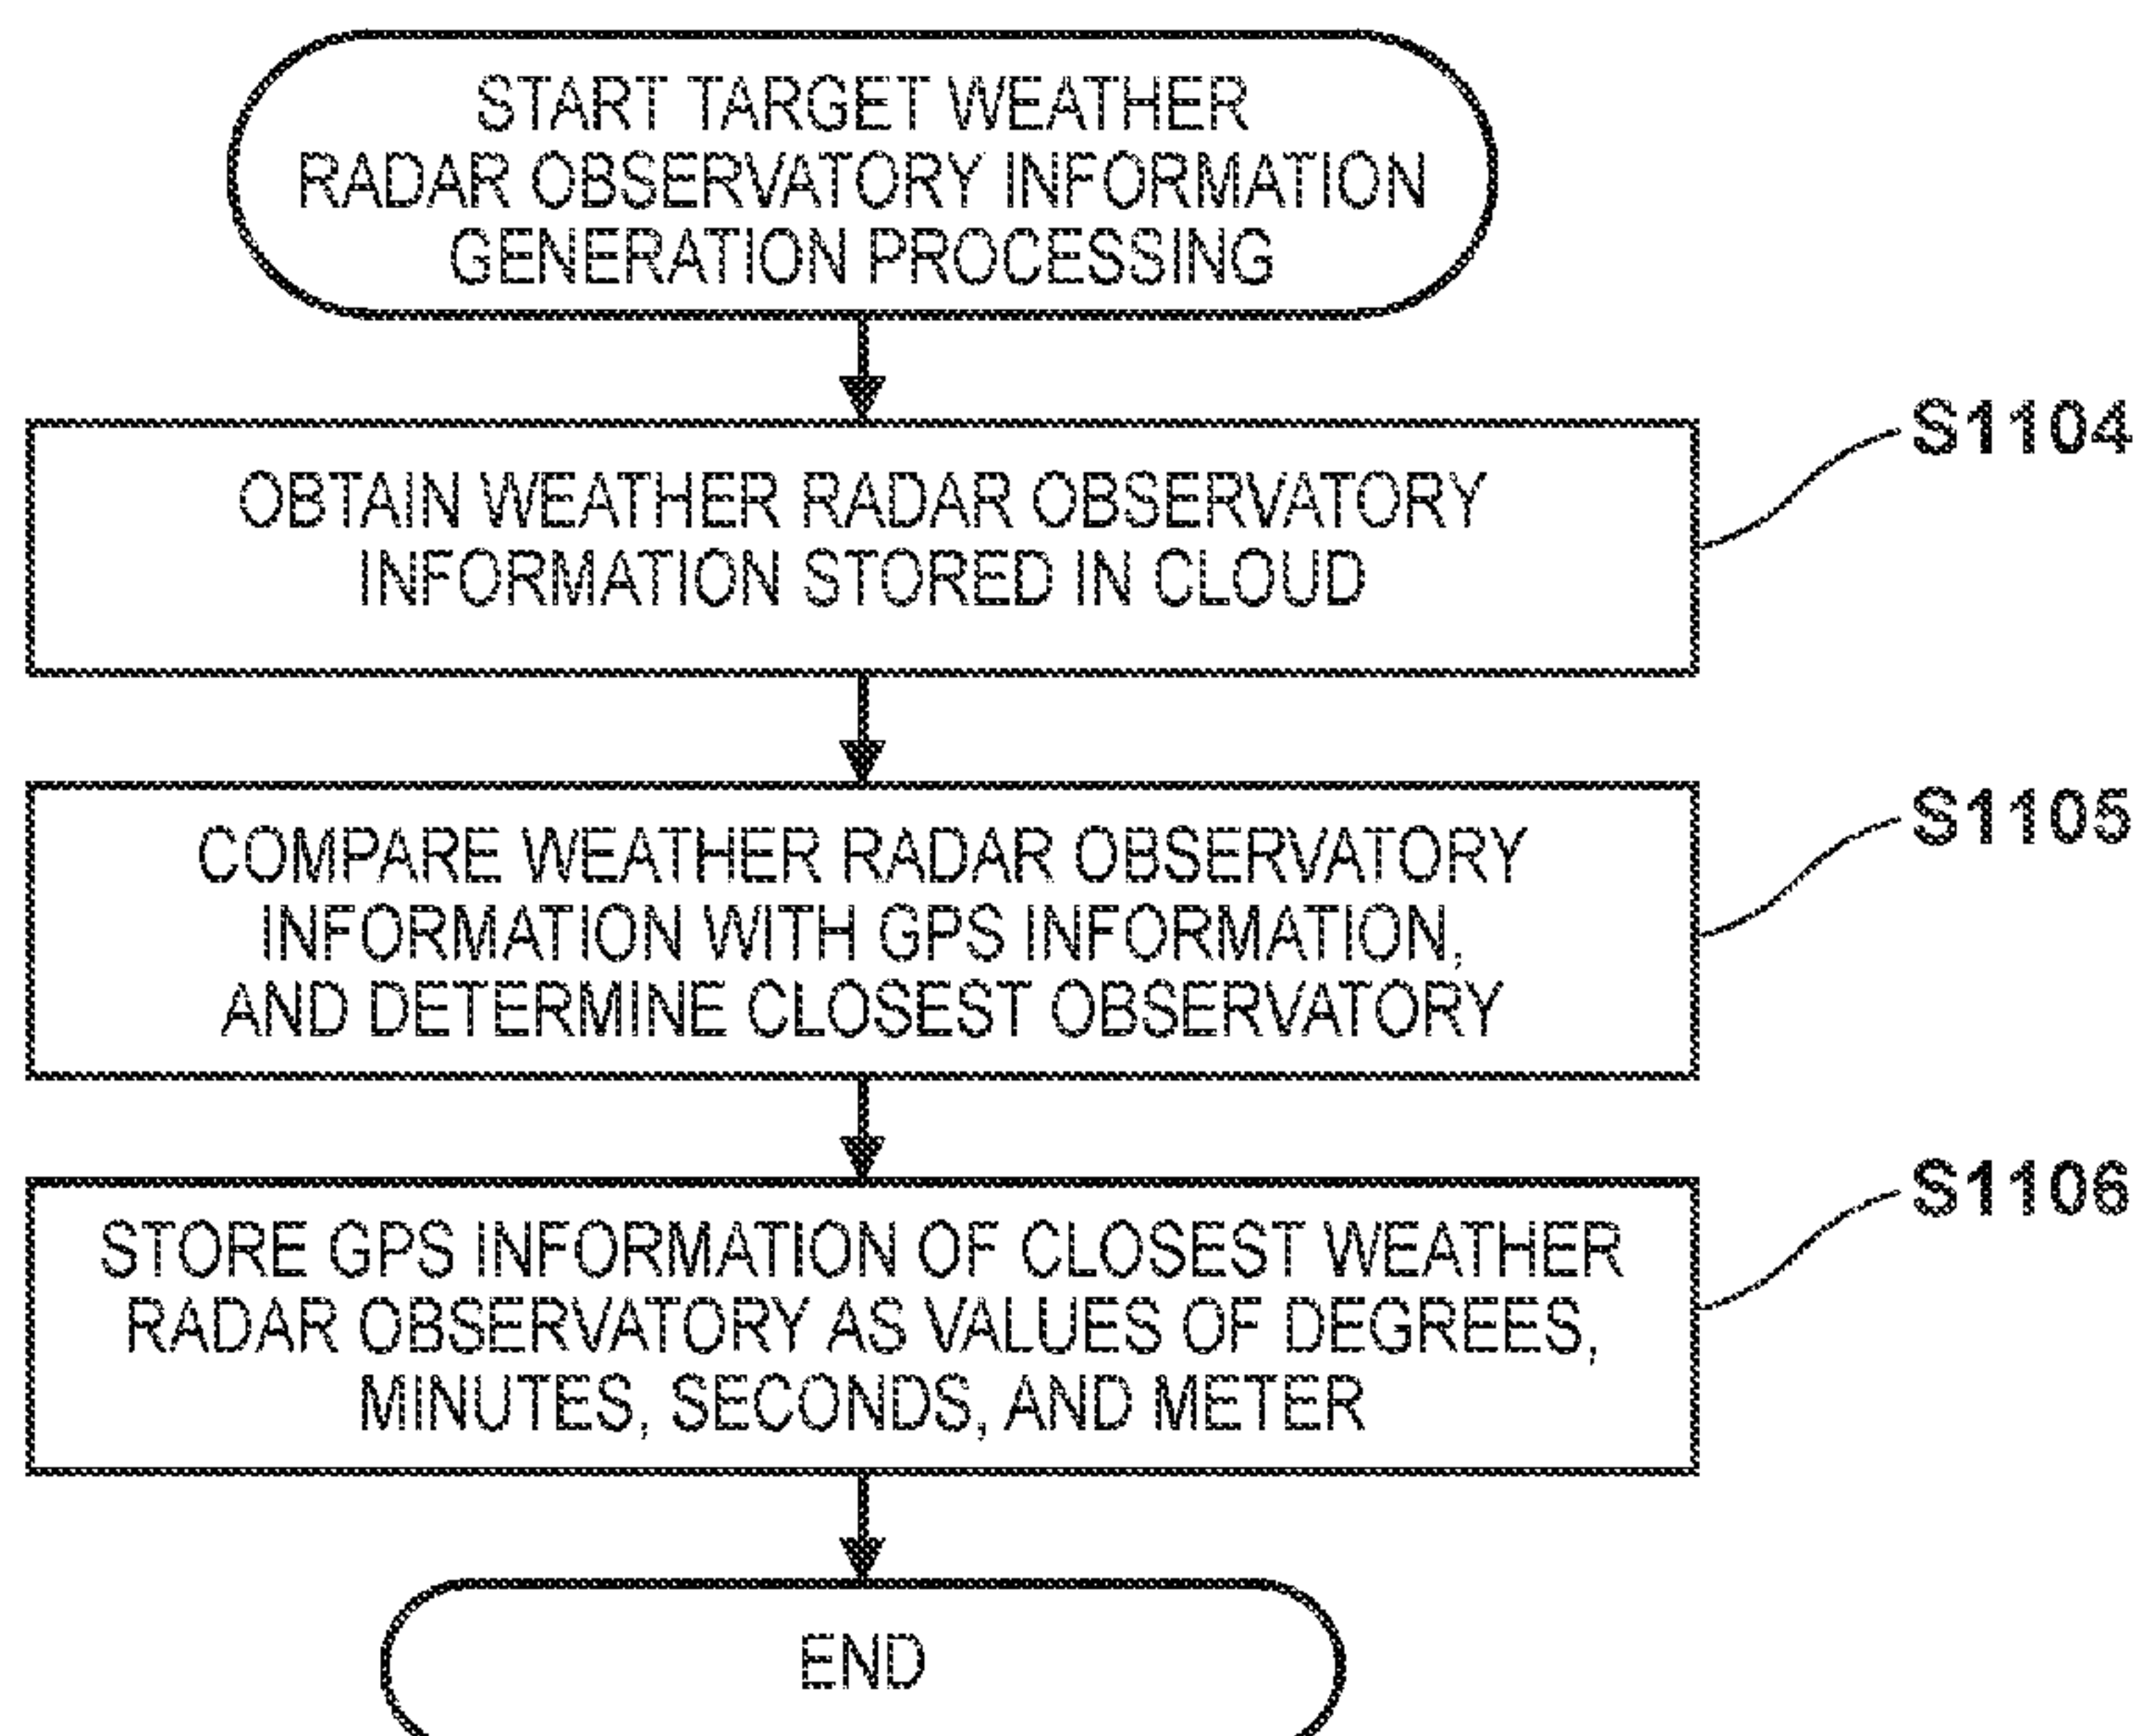 START TARGET WEATHER
RADAR OBSERVATORY INFORMATION
GENERATION PROCESSING
S1104
OBTAIN WEATHER RADAR OBSERVATORY
INFORMATION STORED IN CLOUD
S1105
COMPARE WEATHER RADAR OBSERVATORY
INFORMATION WITH GPS INFORMATION,
AND DETERMINE CLOSEST OBSERVATORY
S1106
STORE GPS INFORMATION OF CLOSEST WEATHER
RADAR OBSERVATORY AS VALUES OF DEGREES,
MINUTES, SECONDS, AND METER
END